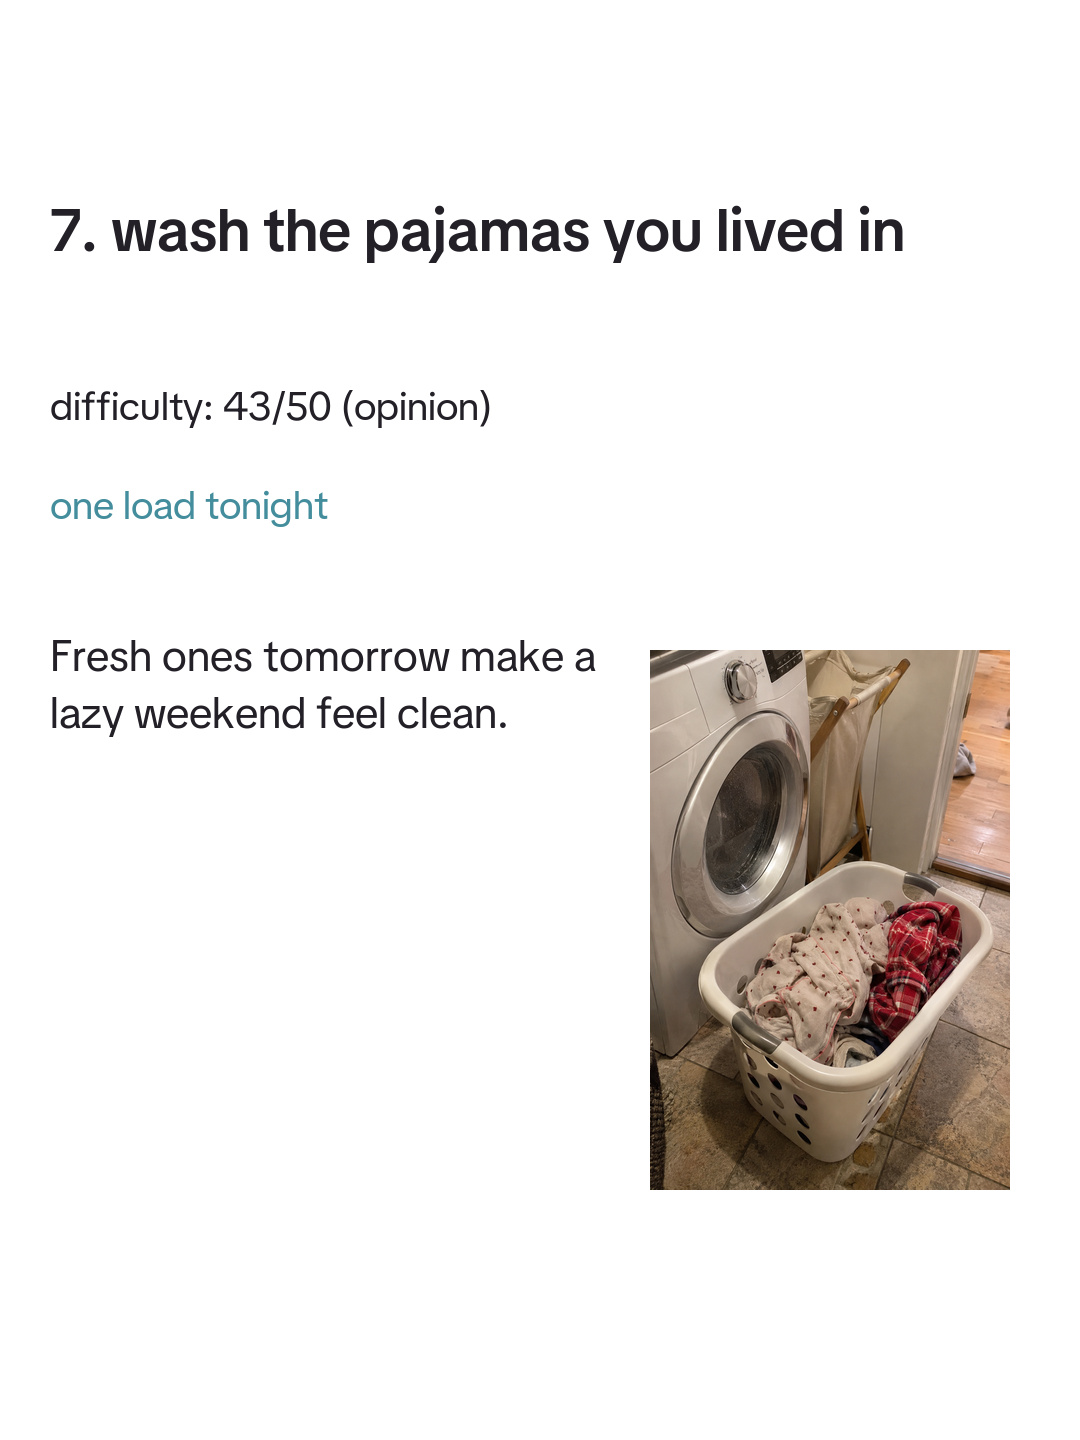 7. wash the pajamas you lived in
difficulty: 43/50 (opinion)
one load tonight
Fresh ones tomorrow make a
lazy weekend feel clean.